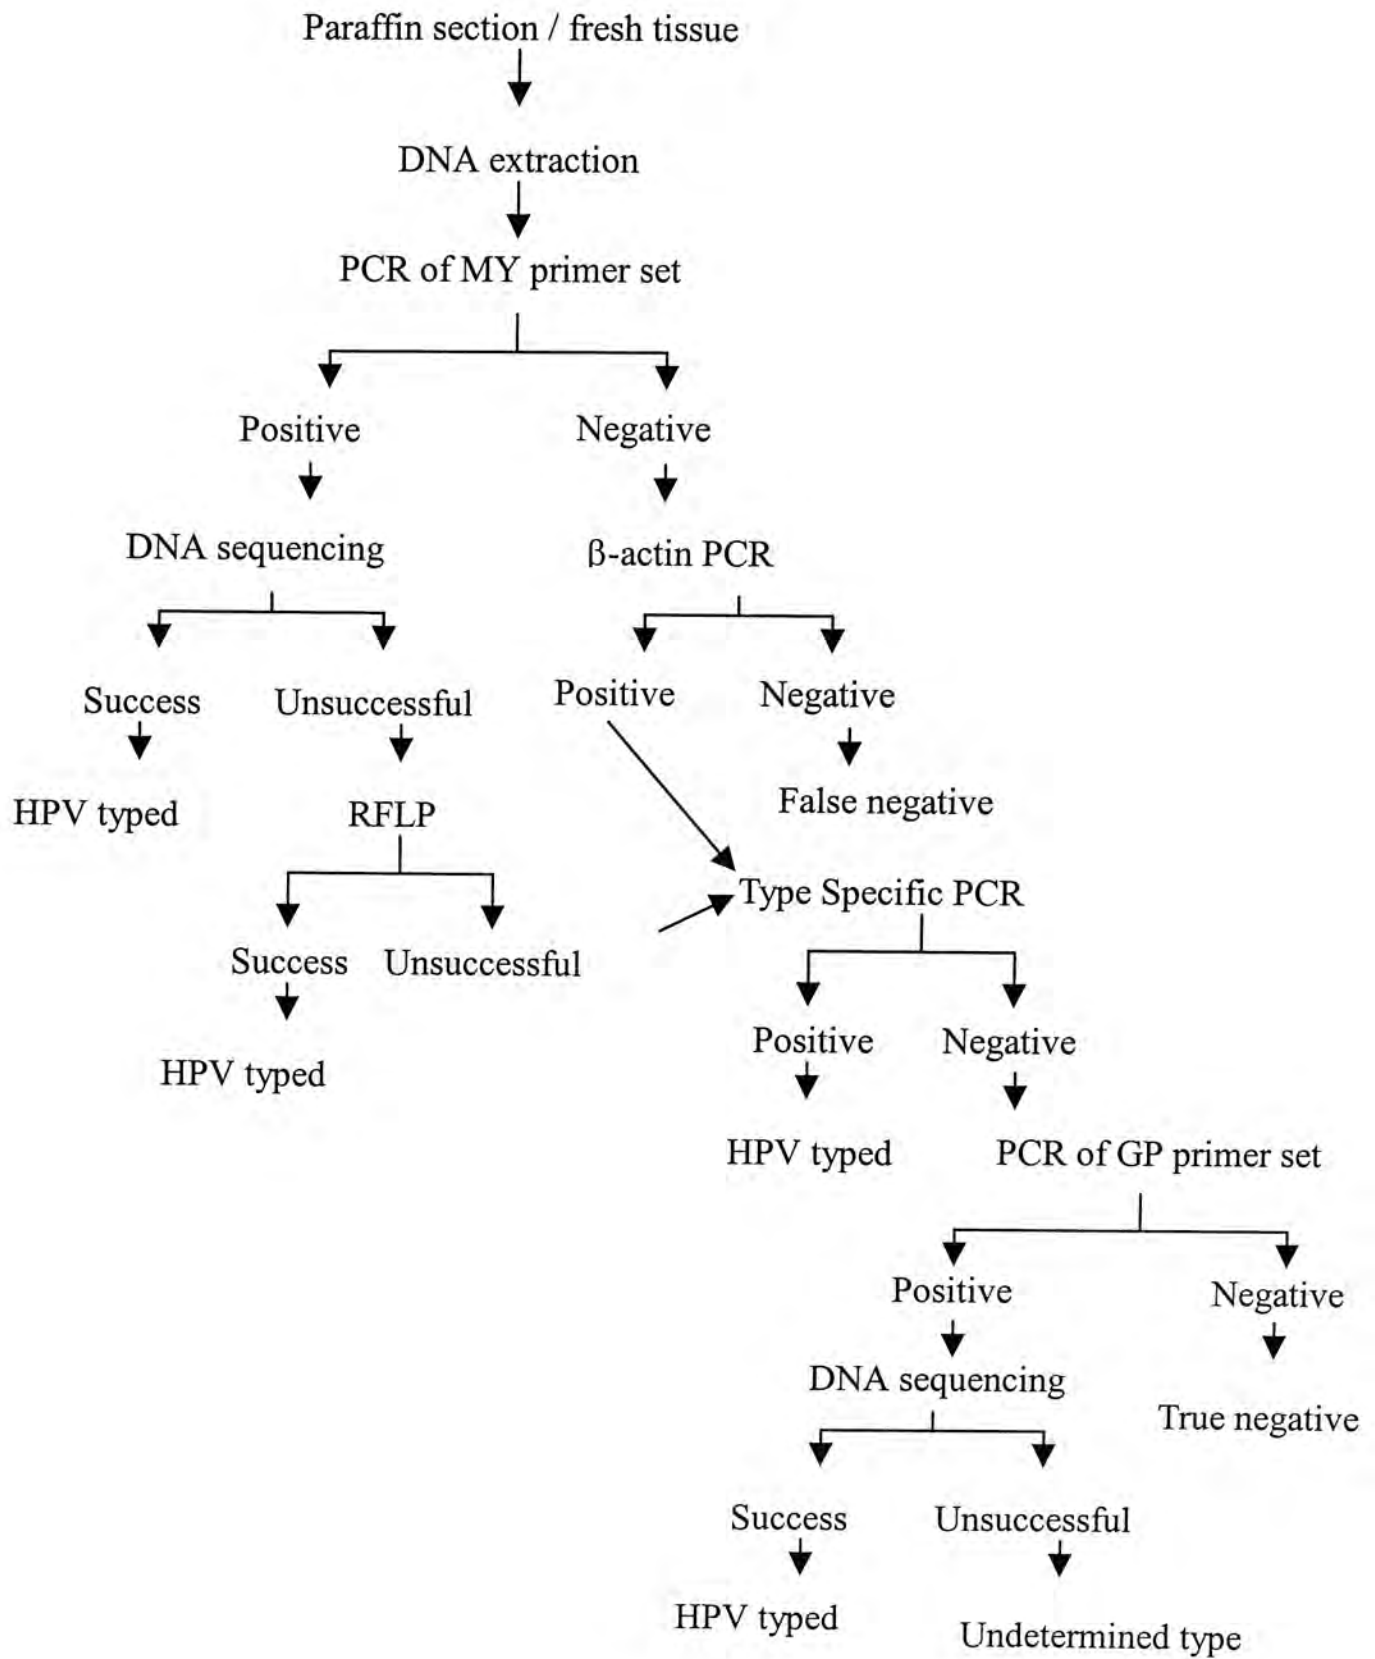 Paraffin section / fresh tissue
DNA extraction
PCR of MY primer set
Positive Negative
DNA sequencing β-actin PCR
Success Unsuccessful Positive Negative
HPV typed RFLP False negative
Type Specific PCR
Success Unsuccessful
Positive Negative
HPV typed
HPV typed PCR of GP primer set
Positive Negative
DNA sequencing
True negative
Success Unsuccessful
HPV typed Undetermined type